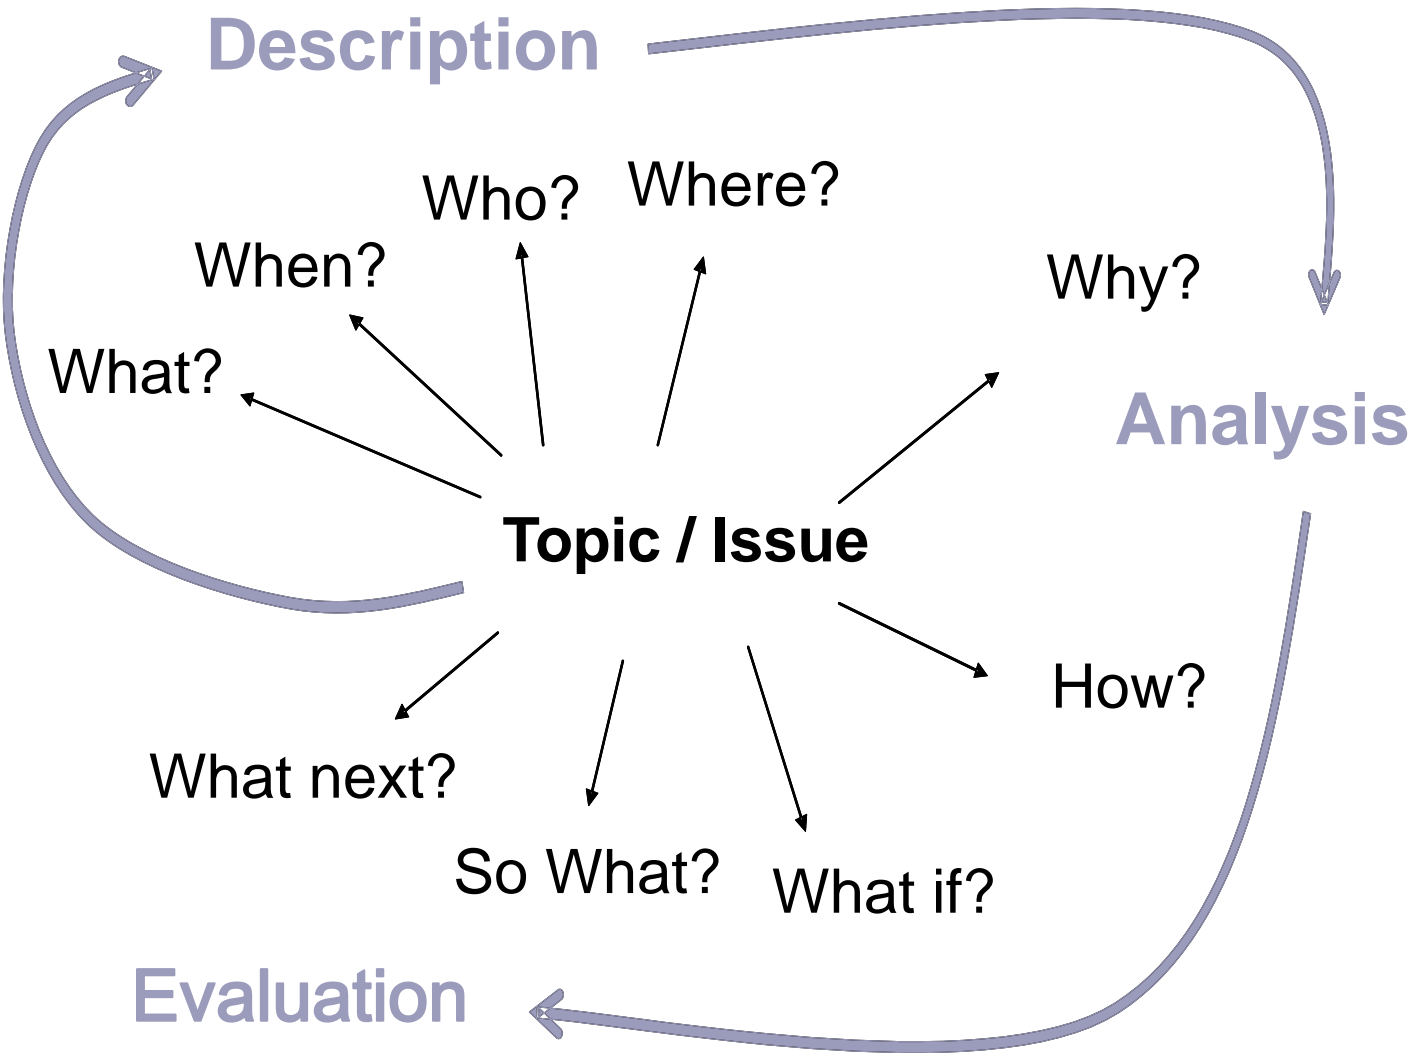 Description
Who?
Where?
When?
Why?
What?
Analysis
Topic / Issue
How?
What next?
So What?
What if?
Evaluation